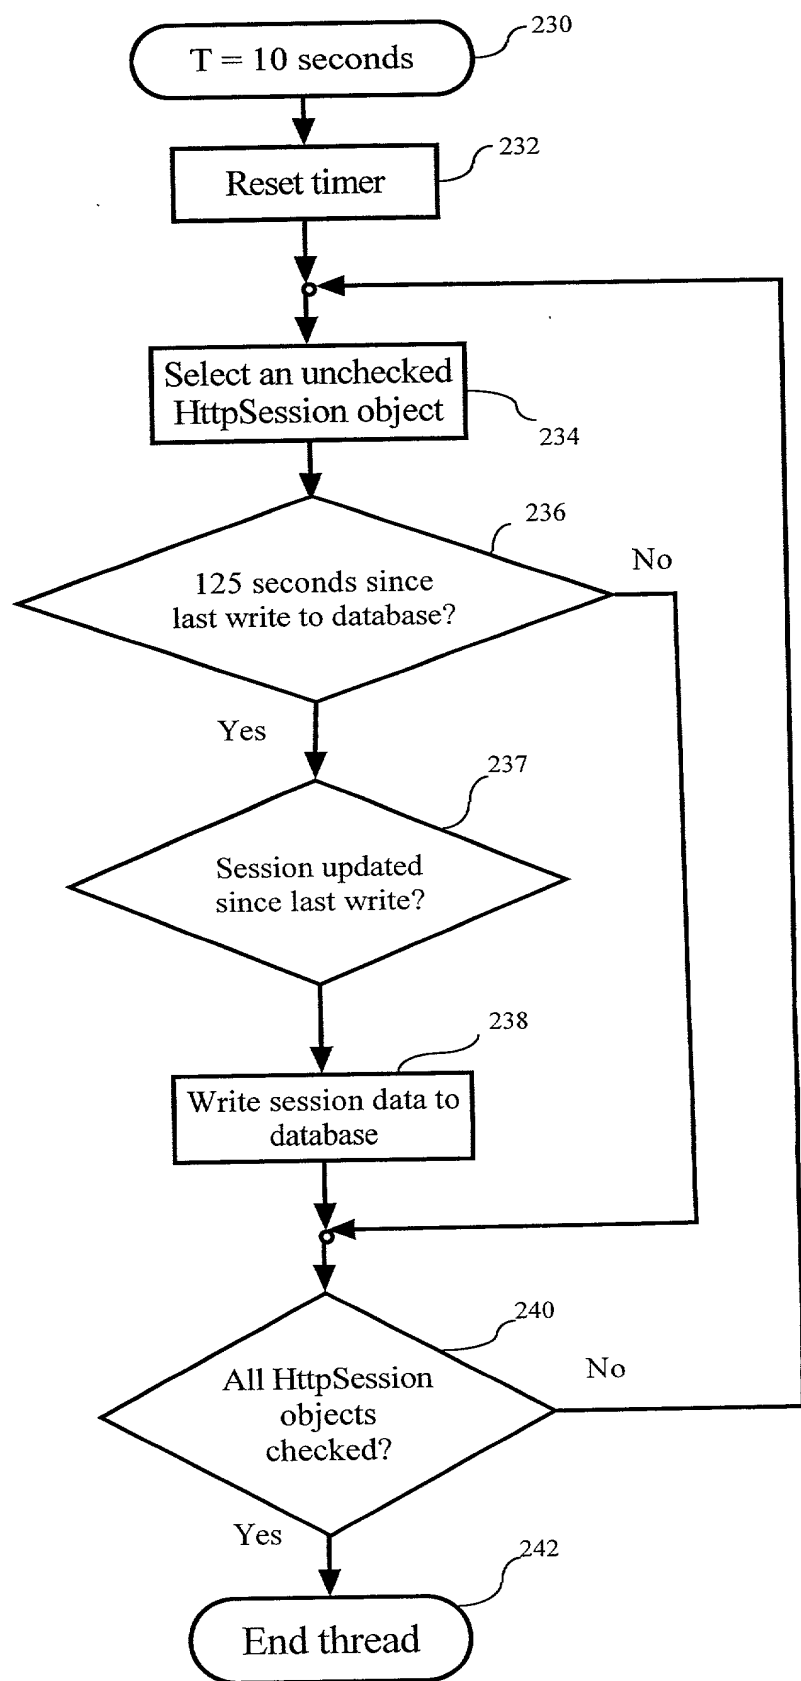 230
T = 10 seconds
232
Reset timer
Select an unchecked
HttpSession object
234
236
No
125 seconds since
last write to database?
Yes
237
Session updated
since last write?
238
Write session data to
database
240
No
All HttpSession
objects
checked?
Yes
242
End thread